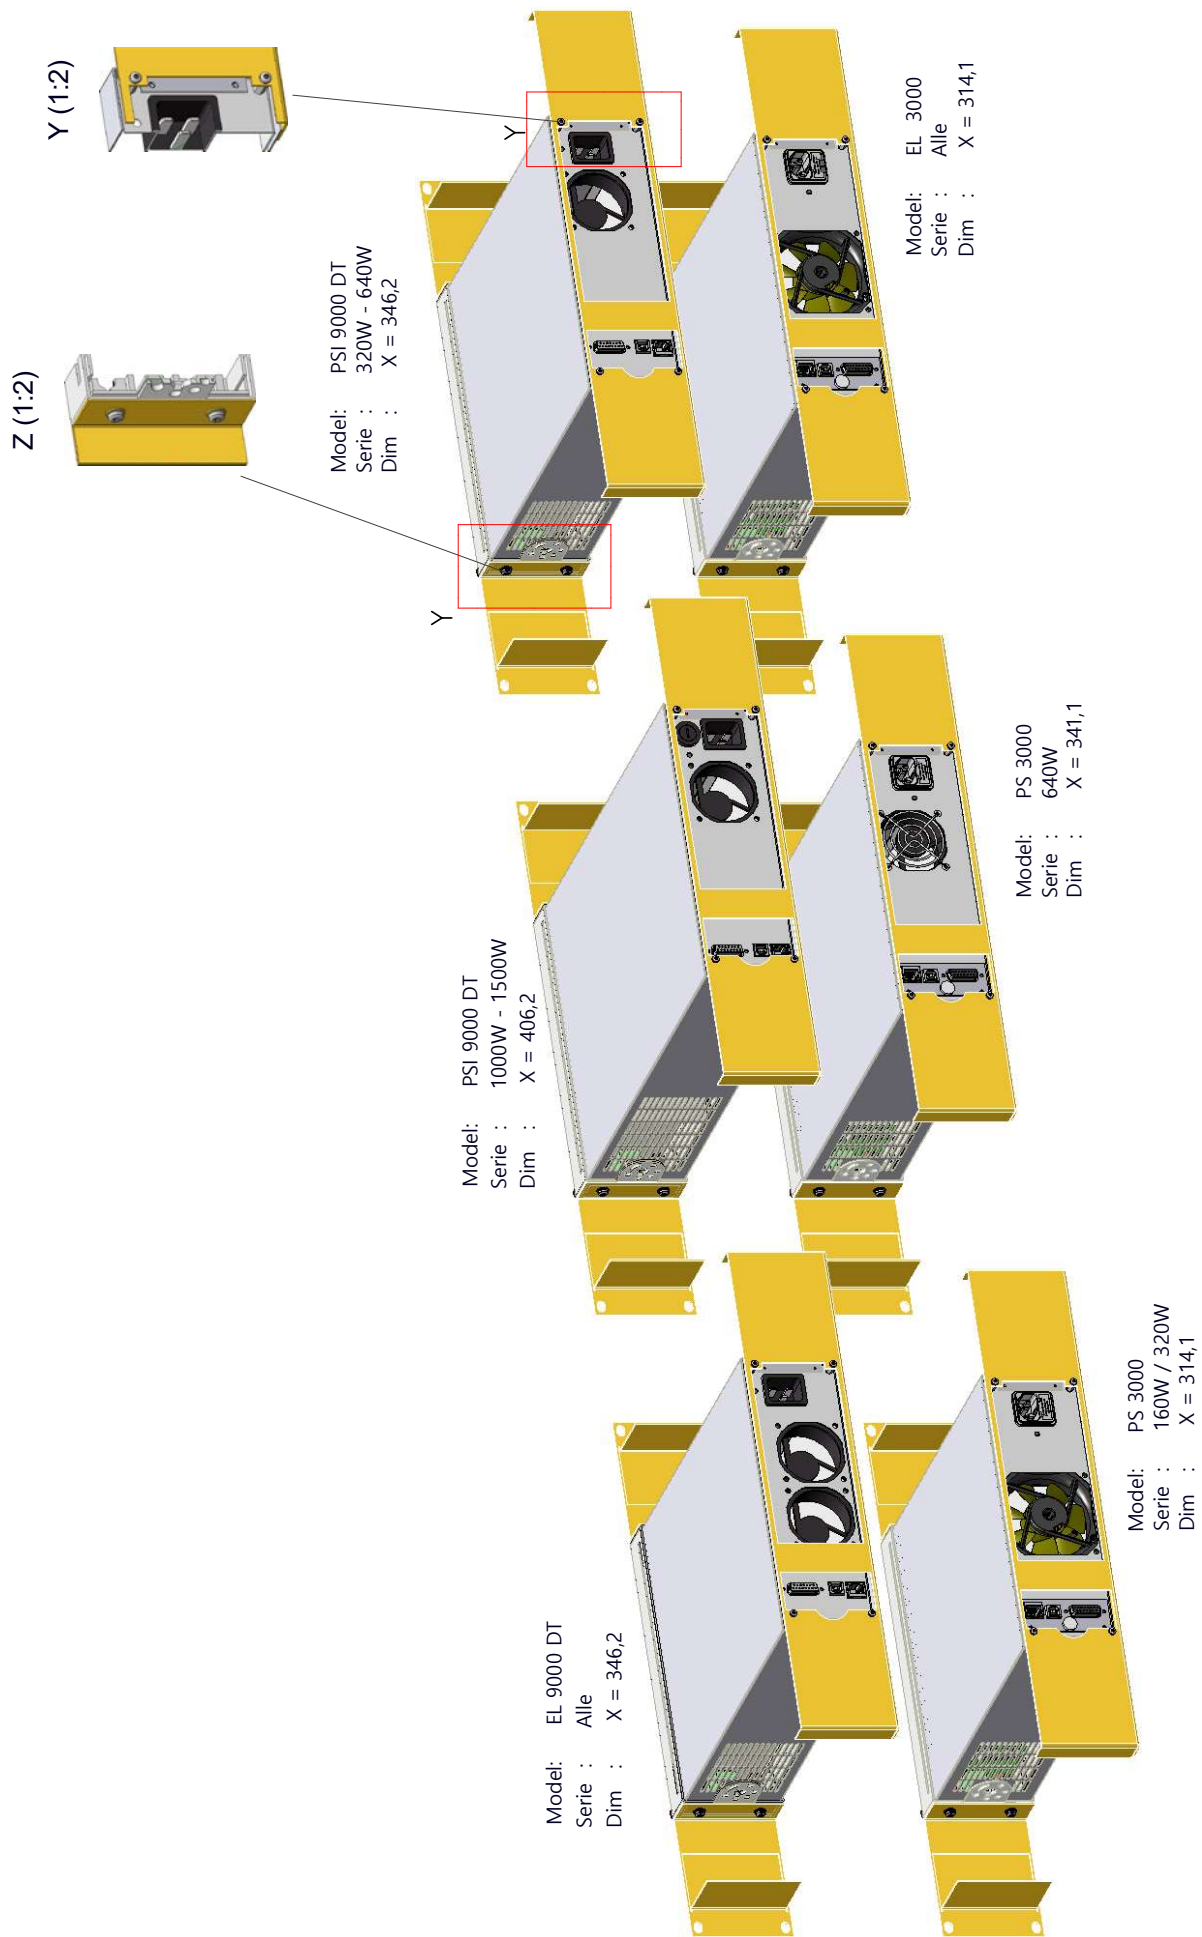 Z (1:2)
Y (1:2)
Y
Y
Model: EL 9000 DT
Serie : Alle
Dim : X = 346,2
Model: PSI 9000 DT
Serie : 1000W - 1500W
Dim : X = 406,2
Model: PSI 9000 DT
Serie : 320W - 640W
Dim : X = 346,2
Model: PS 3000
Serie : 160W / 320W
Dim : X = 314,1
Model: PS 3000
Serie : 640W
Dim : X = 341,1
Model: EL 3000
Serie : Alle
Dim : X = 314,1